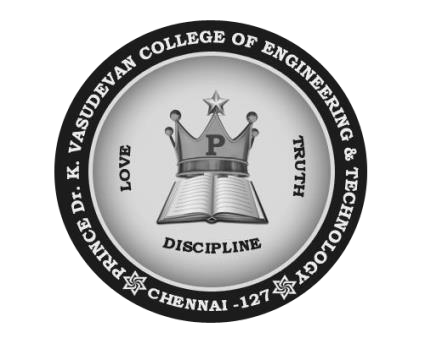 PRINCE Dr. K. VASUDEVAN COLLEGE OF ENGINEERING & TECHNOLOGY
CHENNAI -127
P
LOVE
TRUTH
DISCIPLINE